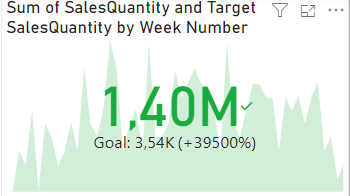 Sum of SalesQuantity and Target
SalesQuantity by Week Number
1,40M
Goal: 3,54K (+39500%)